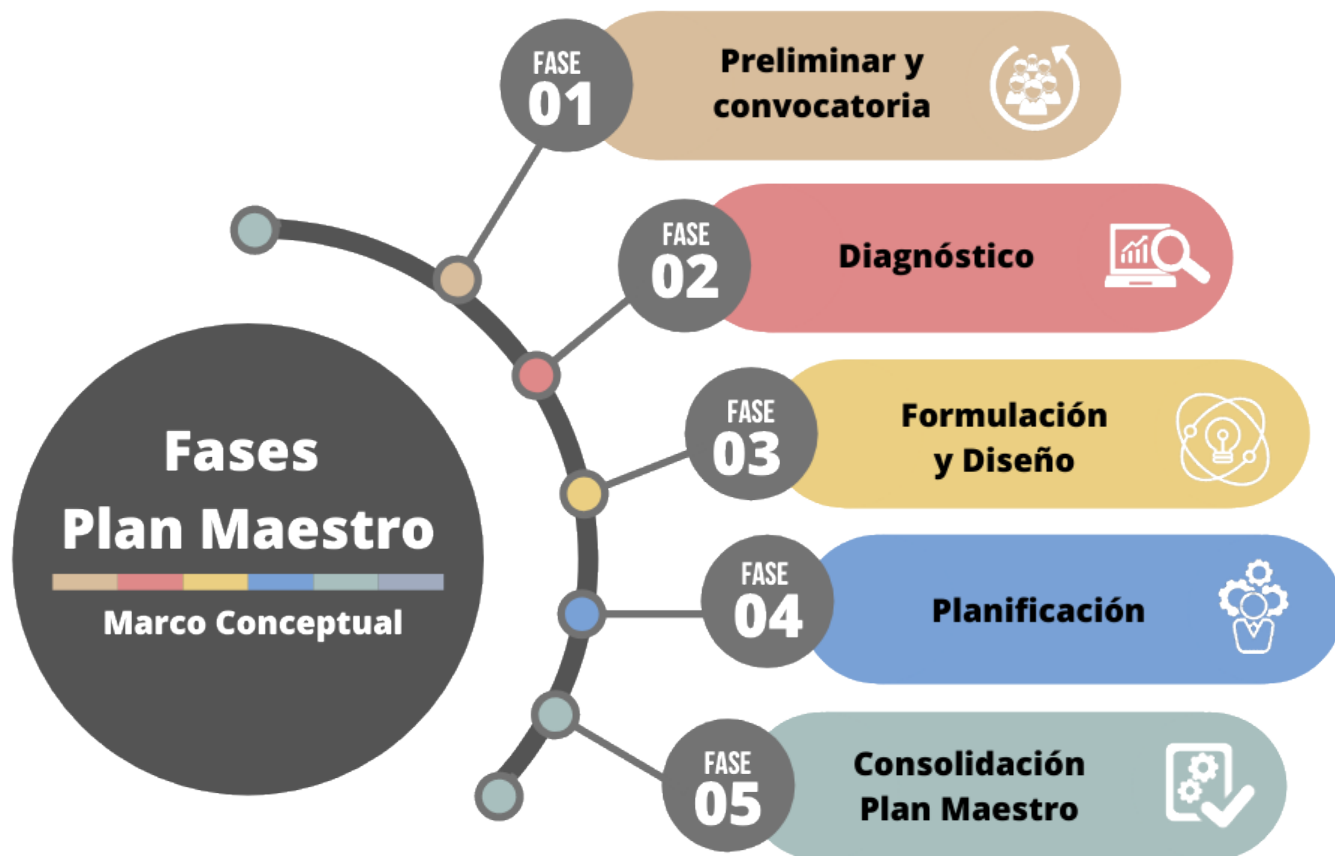 Fases
Plan Maestro
Marco Conceptual
FASE
01
Preliminar y
convocatoria
FASE
02
Diagnóstico
FASE
03
Formulación
y Diseño
FASE
04
Planificación
FASE
05
Consolidación
Plan Maestro